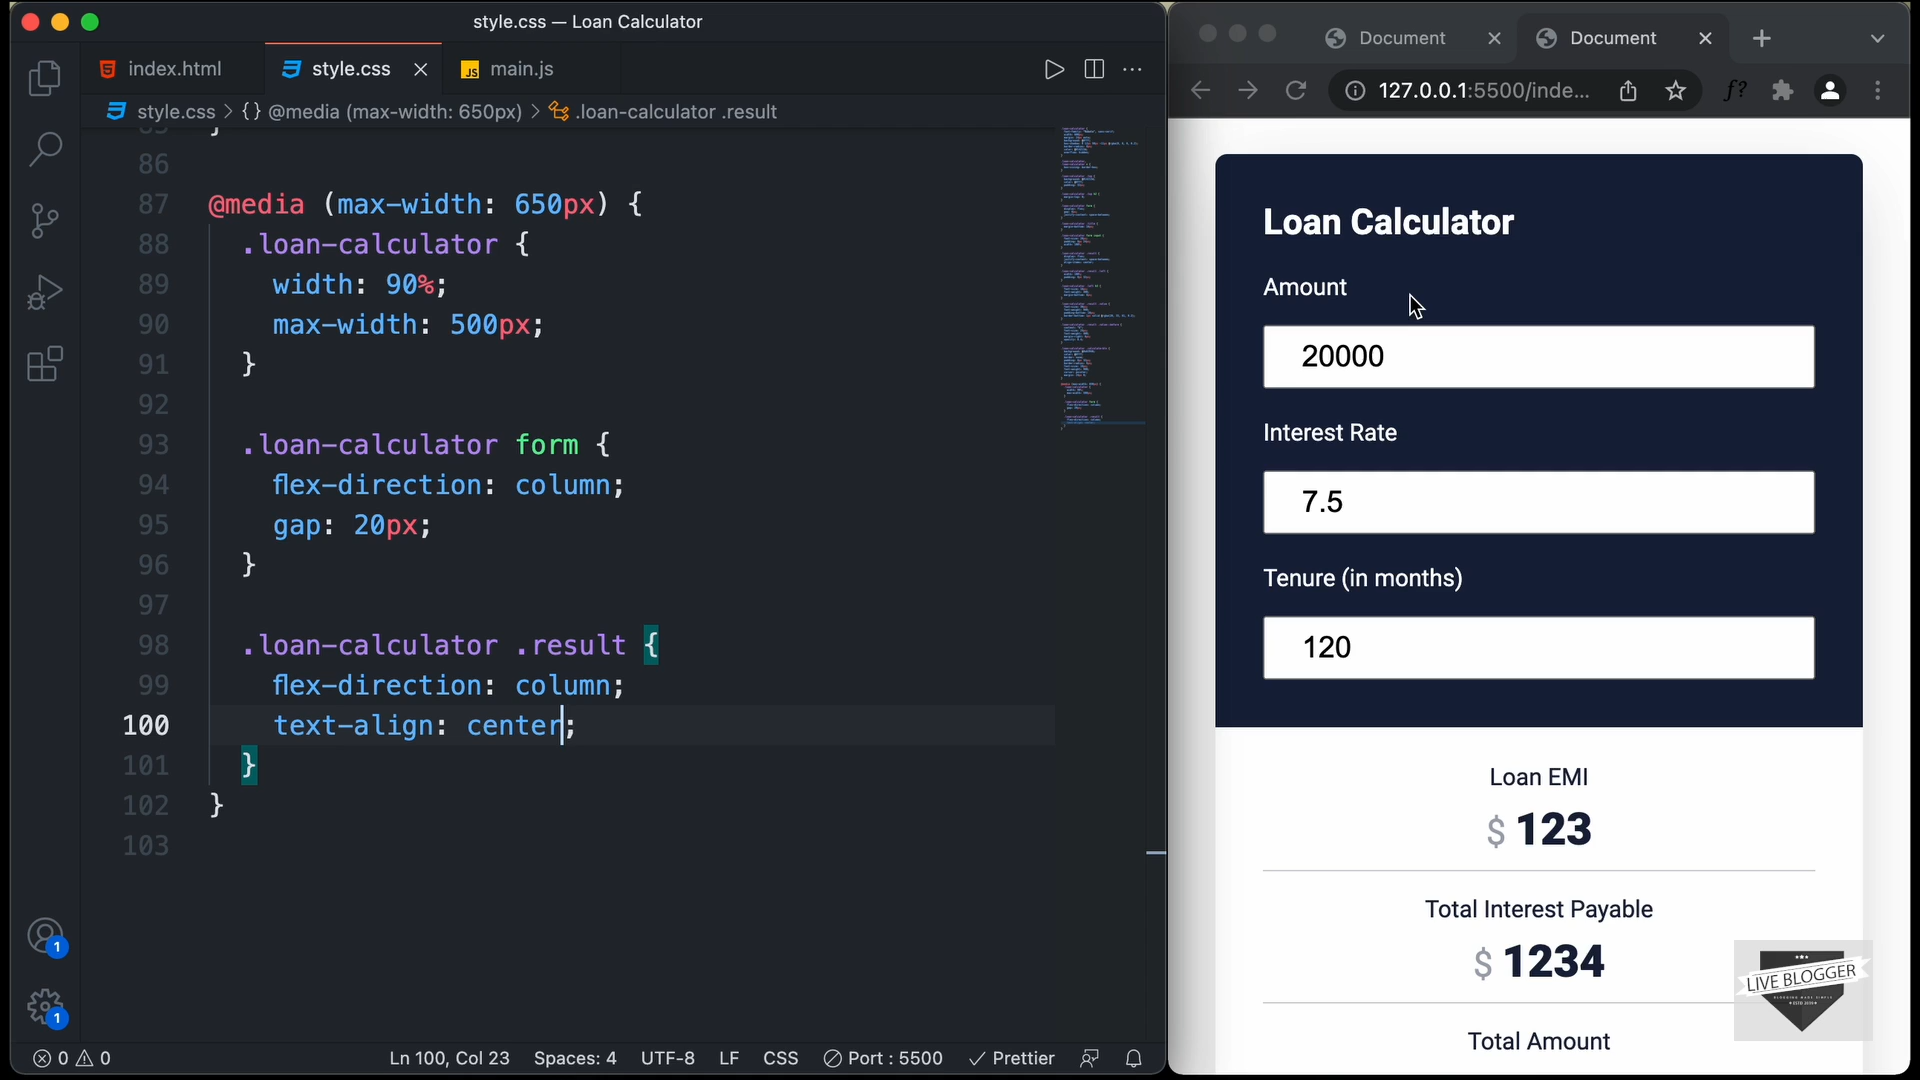 style.css — Loan Calculator
index.html
style.css
JS main.js
style.css > {} @media (max-width: 650px) > .loan-calculator .result
86
87 @media (max-width: 650px) {
88 .loan-calculator {
89 width: 90%;
90 max-width: 500px;
91 }
92
93 .loan-calculator form {
94 flex-direction: column;
95 gap: 20px;
96 }
97
98 .loan-calculator .result {
99 flex-direction: column;
100 text-align: center;
101 }
102 }
103
1
1
0 0
Ln 100, Col 23 Spaces: 4 UTF-8 LF CSS Port : 5500 Prettier
Document
Document
127.0.0.1:5500/inde...
f?
Loan Calculator
Amount
20000
Interest Rate
7.5
Tenure (in months)
120
Loan EMI
$ 123
Total Interest Payable
$ 1234
Total Amount
LIVE BLOGGER